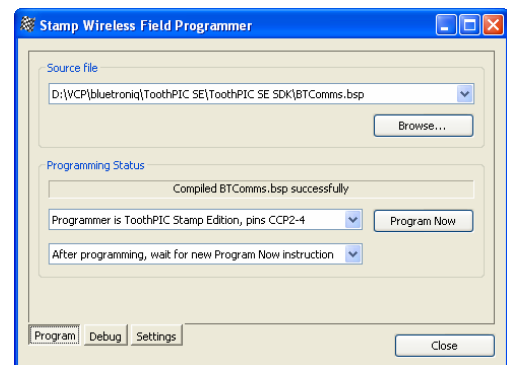 Stamp Wireless Field Programmer
Source file
D:\VCP\bluetroniq\ToothPIC SE\ToothPIC SE SDK\BTComms.bsp
Browse...
Programming Status
Compiled BTComms.bsp successfully
Programmer is ToothPIC Stamp Edition, pins CCP2-4
Program Now
After programming, wait for new Program Now instruction
Program
Debug
Settings
Close